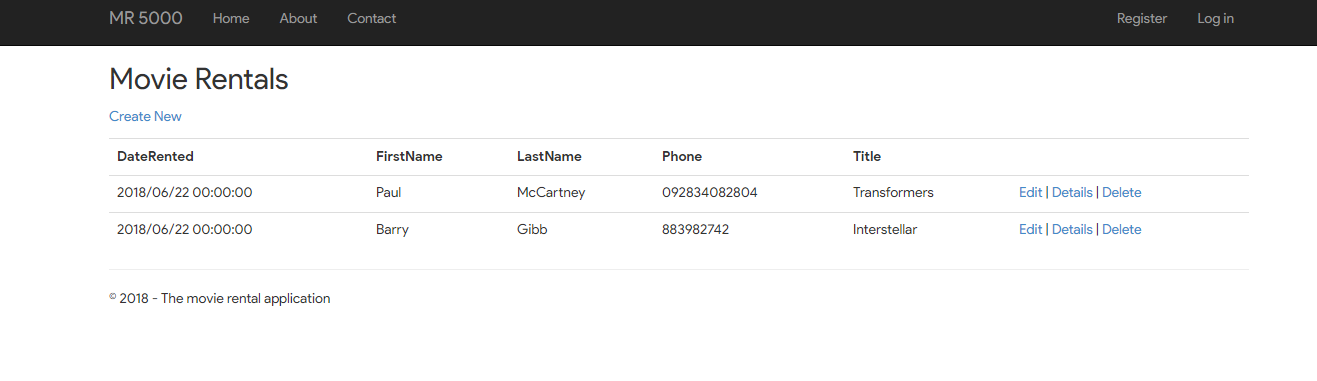 MR 5000 Home About Contact Register Log in
Movie Rentals
Create New
DateRented FirstName LastName Phone Title
2018/06/22 00:00:00 Paul McCartney 092834082804 Transformers Edit | Details | Delete
2018/06/22 00:00:00 Barry Gibb 883982742 Interstellar Edit | Details | Delete
© 2018 - The movie rental application